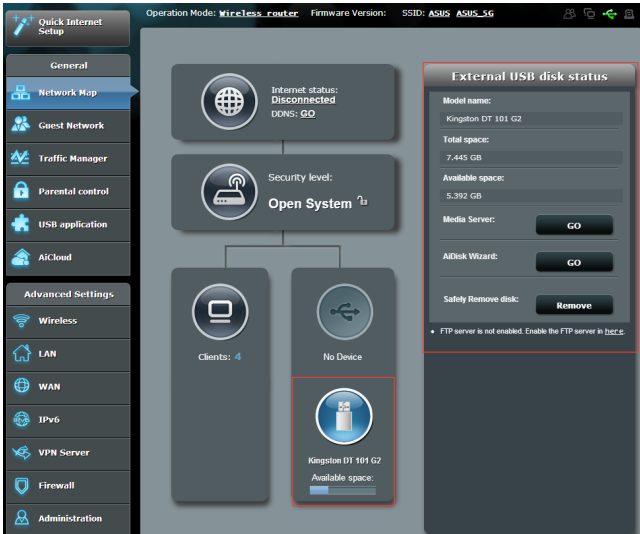 Quick Internet
Setup
Operation Mode: Wireless router Firmware Version: SSID: ASUS ASUS_5G
General
Network Map
Guest Network
Traffic Manager
Parental control
USB application
AiCloud
Advanced Settings
Wireless
LAN
WAN
IPv6
VPN Server
Firewall
Administration
Internet status:
Disconnected
DDNS: GO
Security level:
Open System
Clients: 4
No Device
Kingston DT 101 G2
Available space:
External USB disk status
Model name:
Kingston DT 101 G2
Total space:
7.445 GB
Available space:
5.392 GB
Media Server: GO
AiDisk Wizard: GO
Safely Remove disk: Remove
• FTP server is not enabled. Enable the FTP server in here.